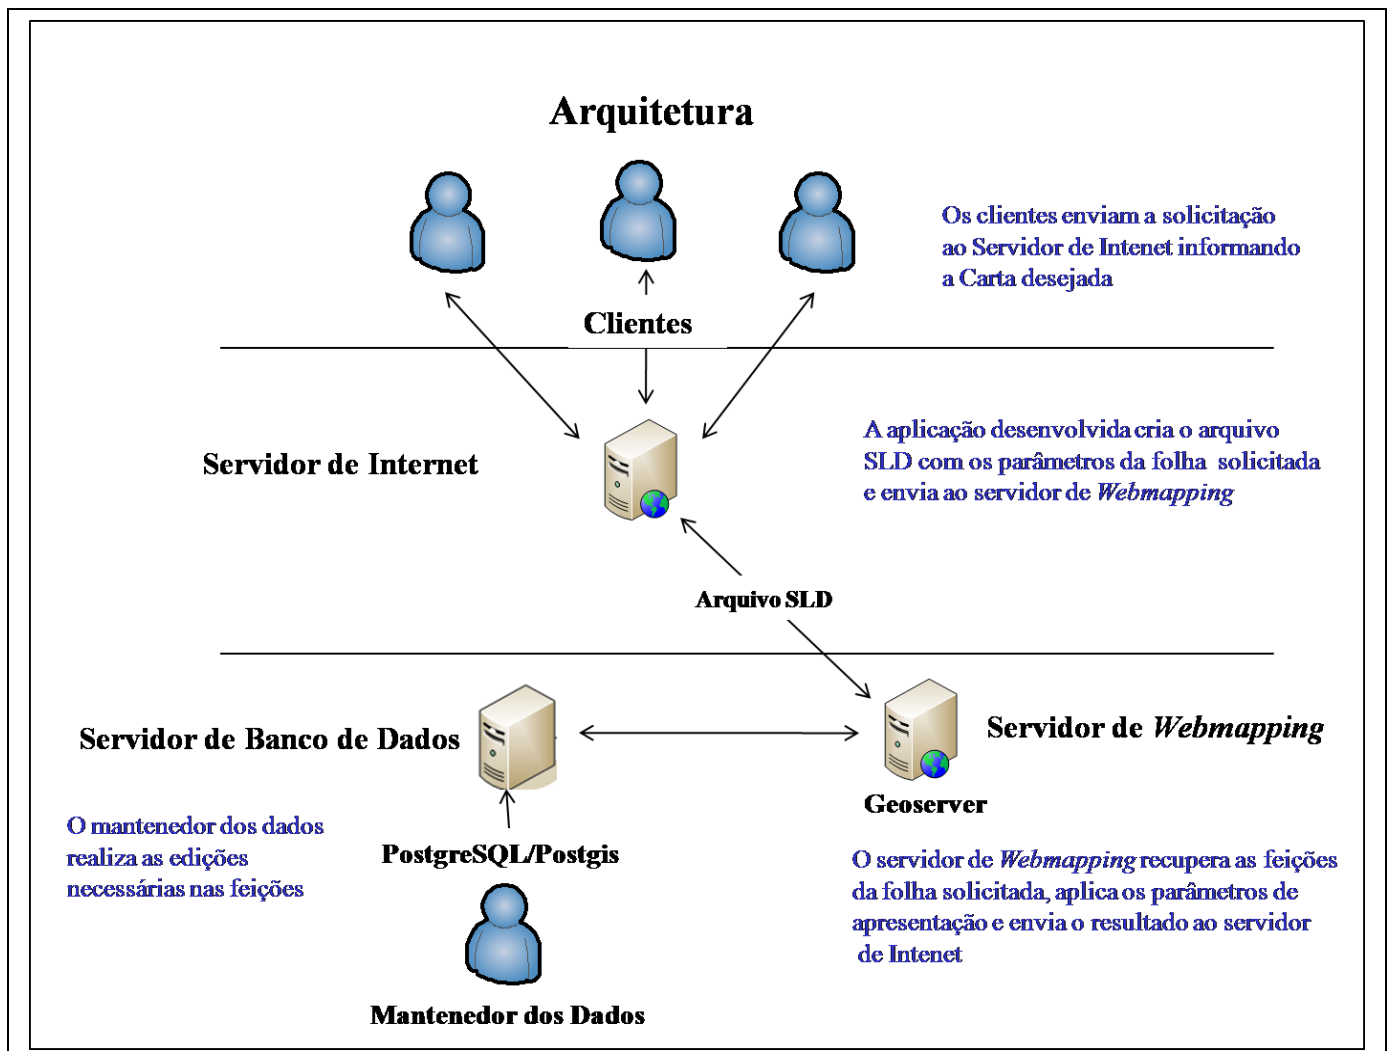 Arquitetura
Os clientes enviam a solicitação
ao Servidor de Intenet informando
a Carta desejada
Clientes
Servidor de Internet
A aplicação desenvolvida cria o arquivo
SLD com os parâmetros da folha solicitada
e envia ao servidor de Webmapping
Arquivo SLD
Servidor de Banco de Dados
Servidor de Webmapping
Geoserver
O mantenedor dos dados
realiza as edições
necessárias nas feições
PostgreSQL/Postgis
O servidor de Webmapping recupera as feições
da folha solicitada, aplica os parâmetros de
apresentação e envia o resultado ao servidor
de Intenet
Mantenedor dos Dados